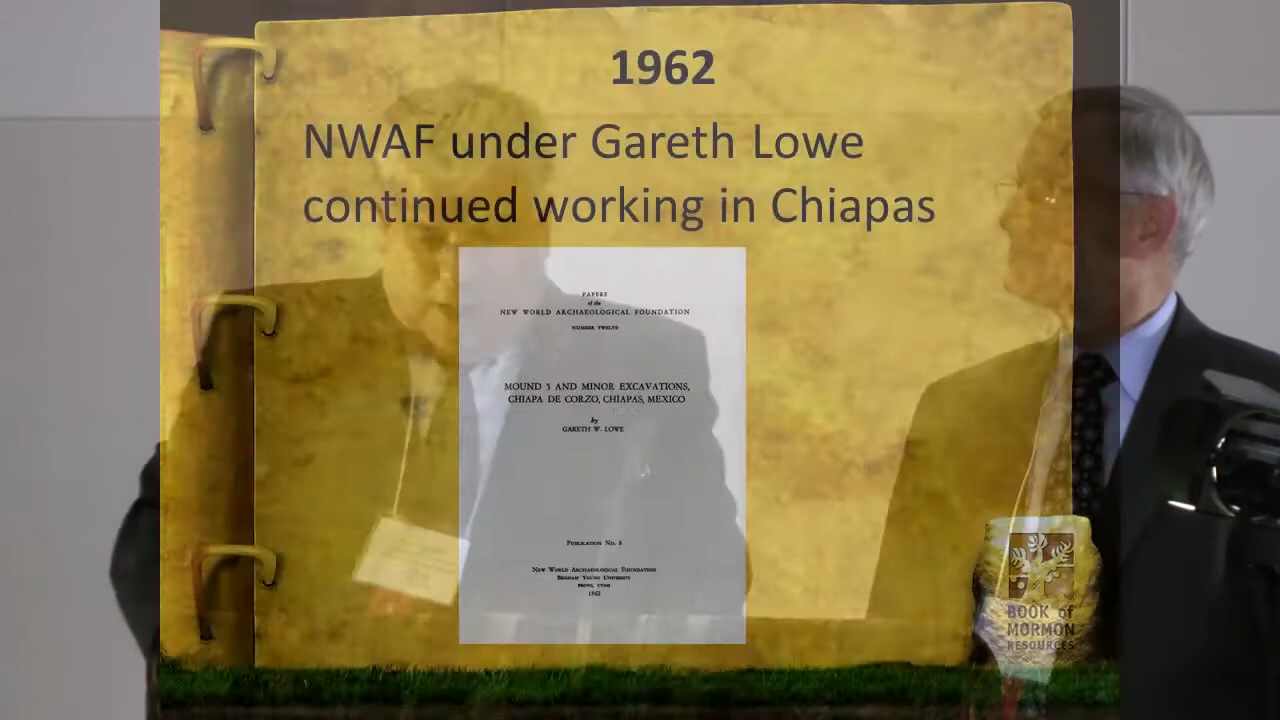 1962
NWAF under Gareth Lowe
continued working in Chiapas
PAPERS
of the
NEW WORLD ARCHAEOLOGICAL FOUNDATION
NUMBER TWELVE
MOUND 5 AND MINOR EXCAVATIONS,
CHIAPA DE CORZO, CHIAPAS, MEXICO
by
GARETH W. LOWE
PUBLICATION No. 8
NEW WORLD ARCHAEOLOGICAL FOUNDATION
BRIGHAM YOUNG UNIVERSITY
PROVO, UTAH
1962
BOOK of
MORMON
RESOURCES